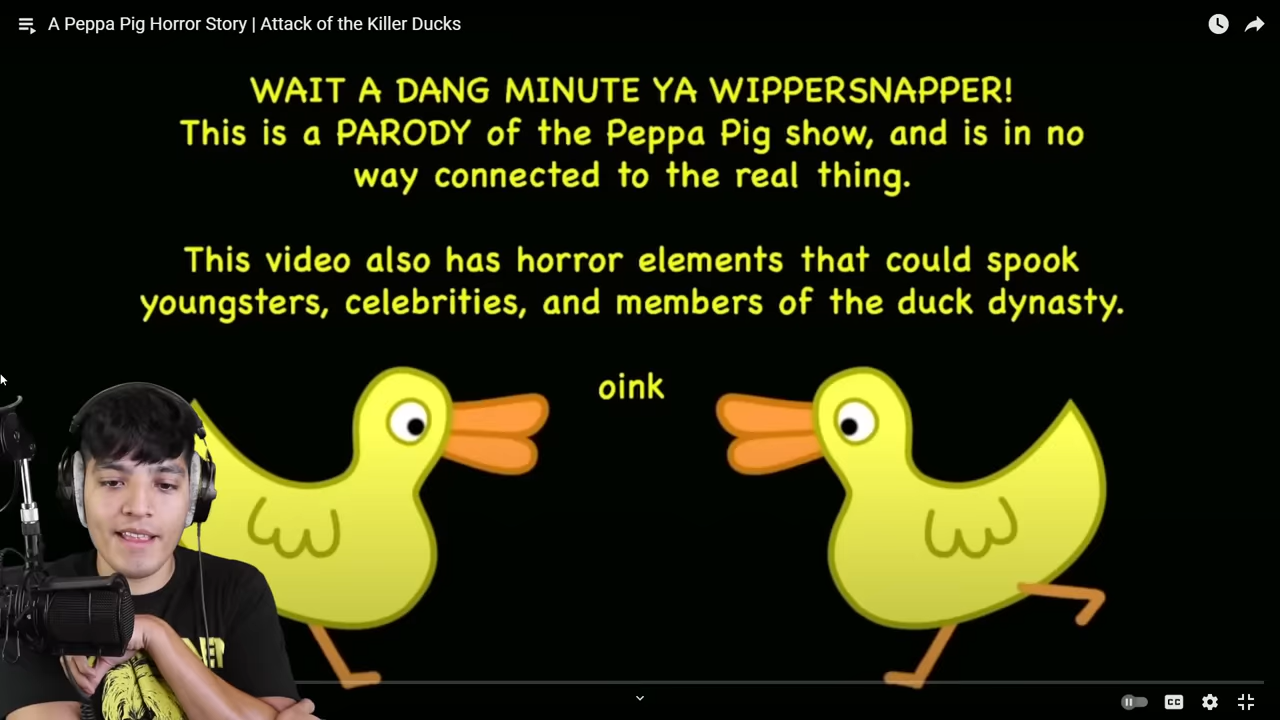 A Peppa Pig Horror Story | Attack of the Killer Ducks
WAIT A DANG MINUTE YA WIPPERSNAPPER!
This is a PARODY of the Peppa Pig show, and is in no
way connected to the real thing.
This video also has horror elements that could spook
youngsters, celebrities, and members of the duck dynasty.
oink
CC